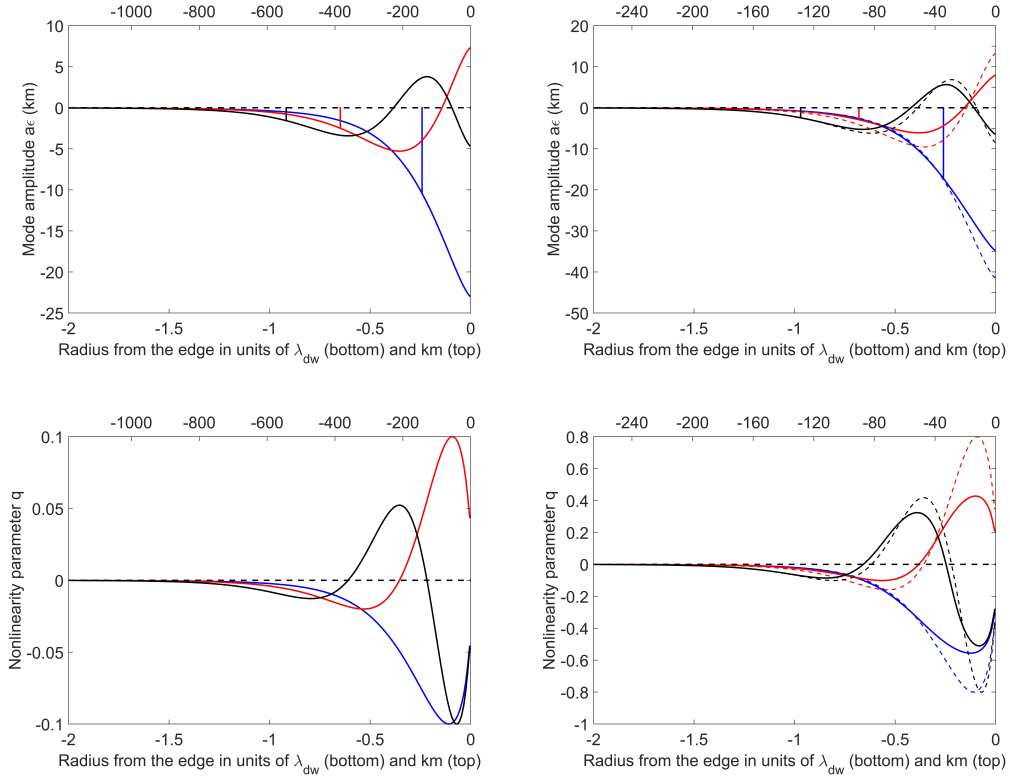 -1000 -800 -600 -400 -200 0
10
5
0
-5
-10
-15
-20
-25
Mode amplitude aϵ (km)
-2 -1.5 -1 -0.5 0
Radius from the edge in units of λdw (bottom) and km (top)
-240 -200 -160 -120 -80 -40 0
20
10
0
-10
-20
-30
-40
-50
Mode amplitude aϵ (km)
-2 -1.5 -1 -0.5 0
Radius from the edge in units of λdw (bottom) and km (top)
-1000 -800 -600 -400 -200 0
0.1
0.05
0
-0.05
-0.1
Nonlinearity parameter q
-2 -1.5 -1 -0.5 0
Radius from the edge in units of λdw (bottom) and km (top)
-240 -200 -160 -120 -80 -40 0
0.8
0.6
0.4
0.2
0
-0.2
-0.4
-0.6
-0.8
-1
Nonlinearity parameter q
-2 -1.5 -1 -0.5 0
Radius from the edge in units of λdw (bottom) and km (top)